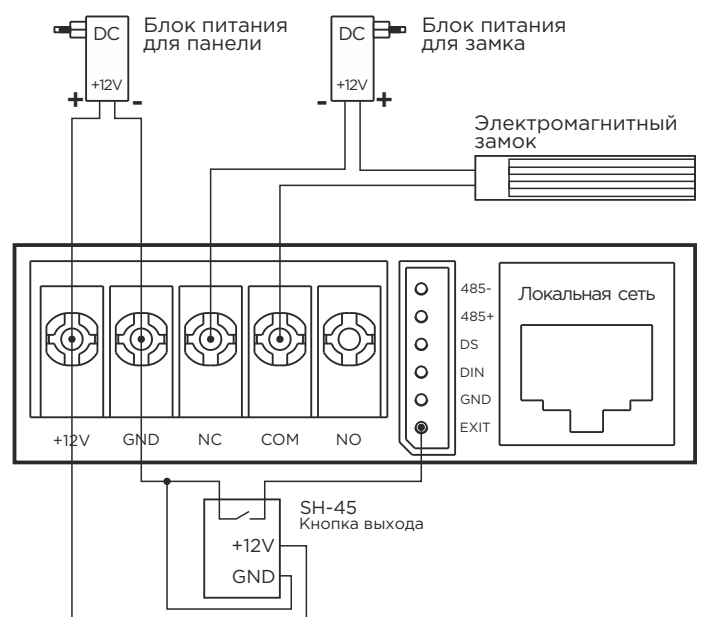 DC
+12V
+ -
Блок питания
для панели
DC
+12V
- +
Блок питания
для замка
Электромагнитный
замок
485-
485+
DS
DIN
GND
EXIT
Локальная сеть
+12V GND NC COM NO
SH-45
Кнопка выхода
+12V
GND